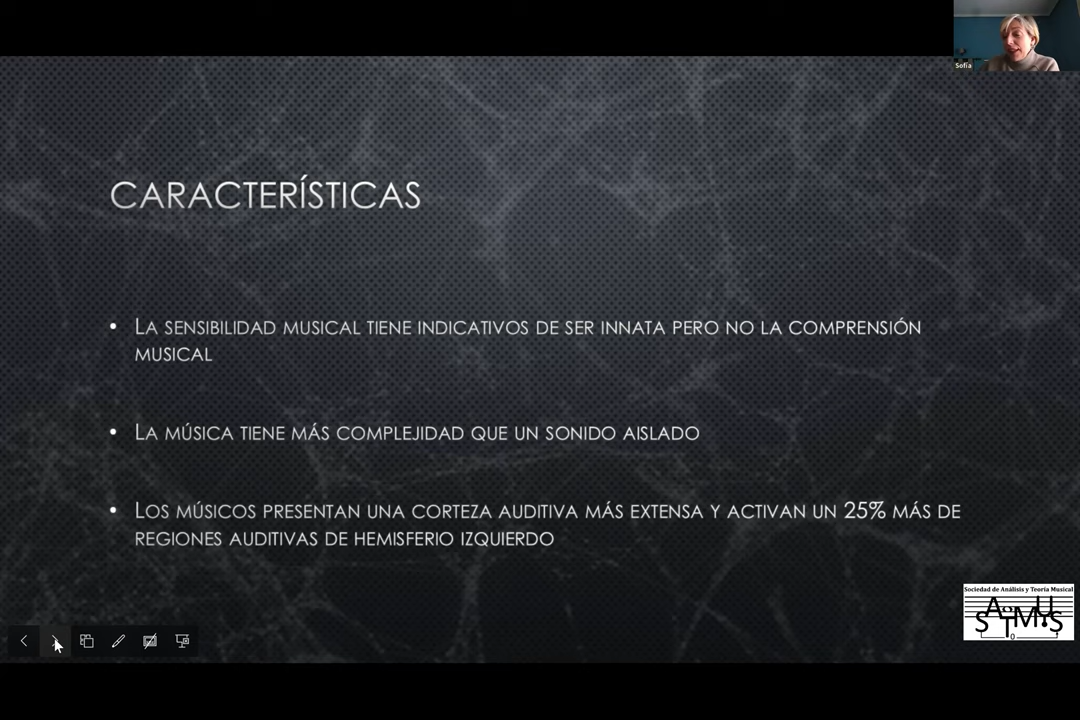 Sofía
CARACTERÍSTICAS
• LA SENSIBILIDAD MUSICAL TIENE INDICATIVOS DE SER INNATA PERO NO LA COMPRENSIÓN
MUSICAL
• LA MÚSICA TIENE MÁS COMPLEJIDAD QUE UN SONIDO AISLADO
• LOS MÚSICOS PRESENTAN UNA CORTEZA AUDITIVA MÁS EXTENSA Y ACTIVAN UN 25% MÁS DE
REGIONES AUDITIVAS DE HEMISFERIO IZQUIERDO
Sociedad de Análisis y Teoría Musical